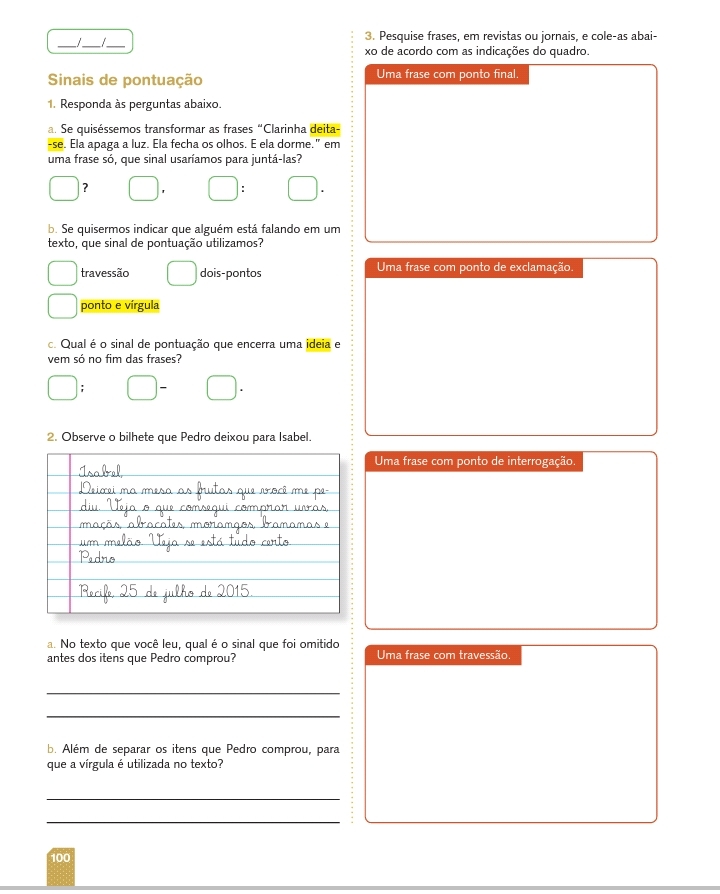 ___/___/___
Sinais de pontuação
1. Responda às perguntas abaixo.
a. Se quiséssemos transformar as frases “Clarinha deita-
-se. Ela apaga a luz. Ela fecha os olhos. E ela dorme.” em
uma frase só, que sinal usaríamos para juntá-las?
? , : .
b. Se quisermos indicar que alguém está falando em um
texto, que sinal de pontuação utilizamos?
travessão dois-pontos
ponto e vírgula
c. Qual é o sinal de pontuação que encerra uma ideia e
vem só no fim das frases?
; – .
2. Observe o bilhete que Pedro deixou para Isabel.
Isabel,
Deixei na mesa as frutas que você me pe-
diu. Veja o que consegui comprar uvas,
maçãs, abacates, morangos, bananas e
um melão. Veja se está tudo certo.
Pedro
Recife, 25 de julho de 2015.
a. No texto que você leu, qual é o sinal que foi omitido
antes dos itens que Pedro comprou?
b. Além de separar os itens que Pedro comprou, para
que a vírgula é utilizada no texto?
3. Pesquise frases, em revistas ou jornais, e cole-as abai-
xo de acordo com as indicações do quadro.
Uma frase com ponto final.
Uma frase com ponto de exclamação.
Uma frase com ponto de interrogação.
Uma frase com travessão.
100